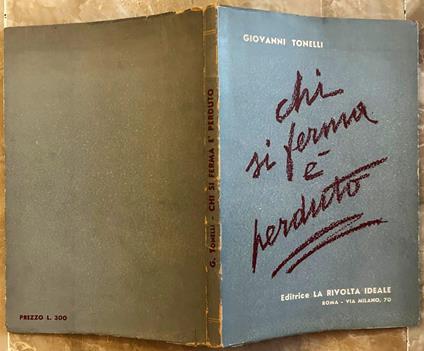 GIOVANNI TONELLI
chi
si ferma
è
perduto
Editrice LA RIVOLTA IDEALE
ROMA - VIA MILANO, 70
G. TONELLI - CHI SI FERMA E' PERDUTO
PREZZO L. 300